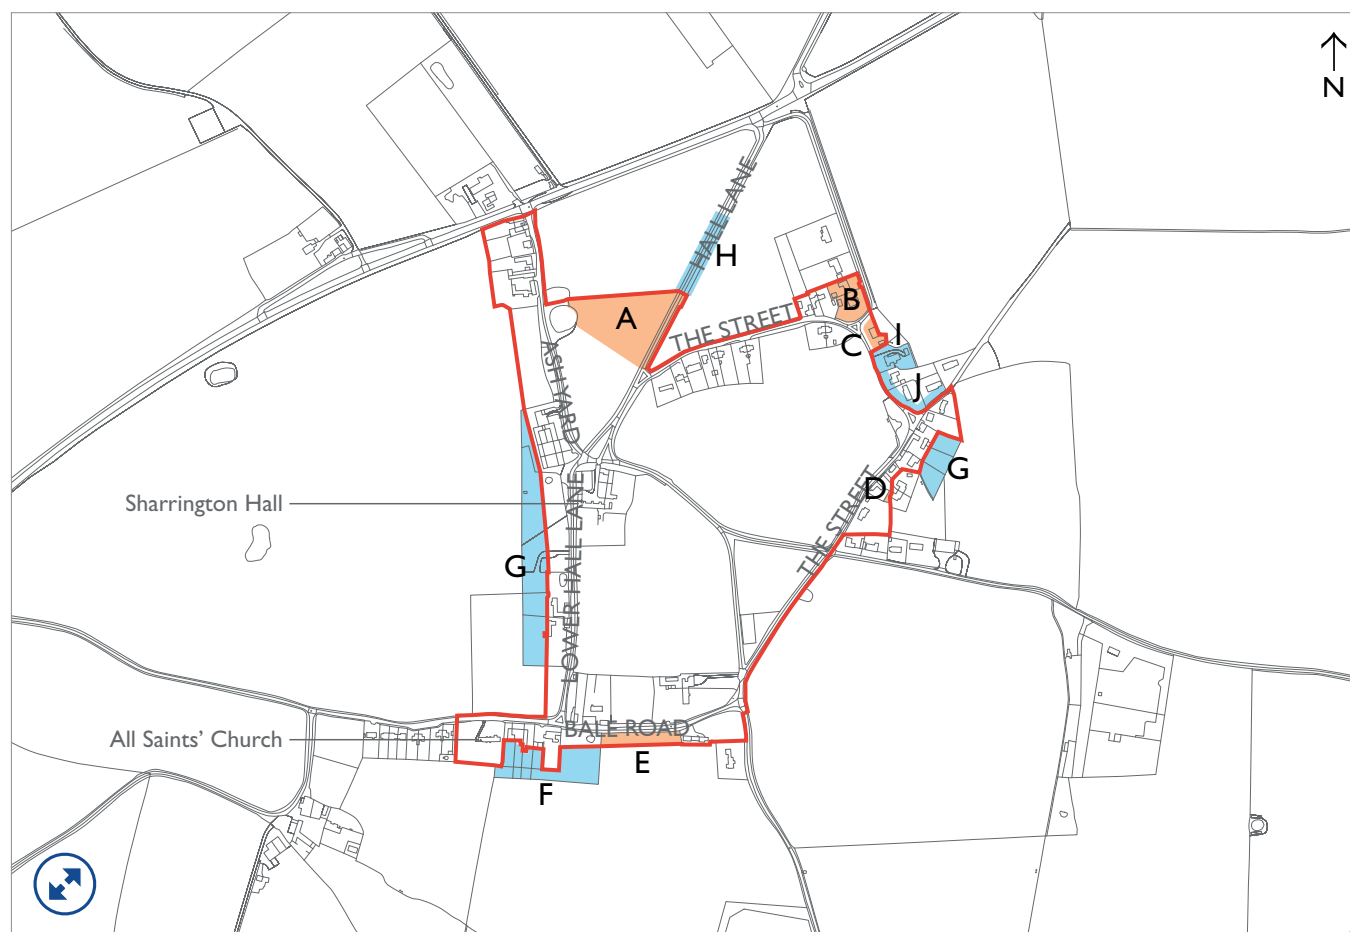 N
HALL LANE
H
A
B
THE STREET
C
I
ASHYARD
J
G
D
Sharrington Hall
THE STREET
G
LOWER HALL LANE
BALE ROAD
All Saints' Church
E
F